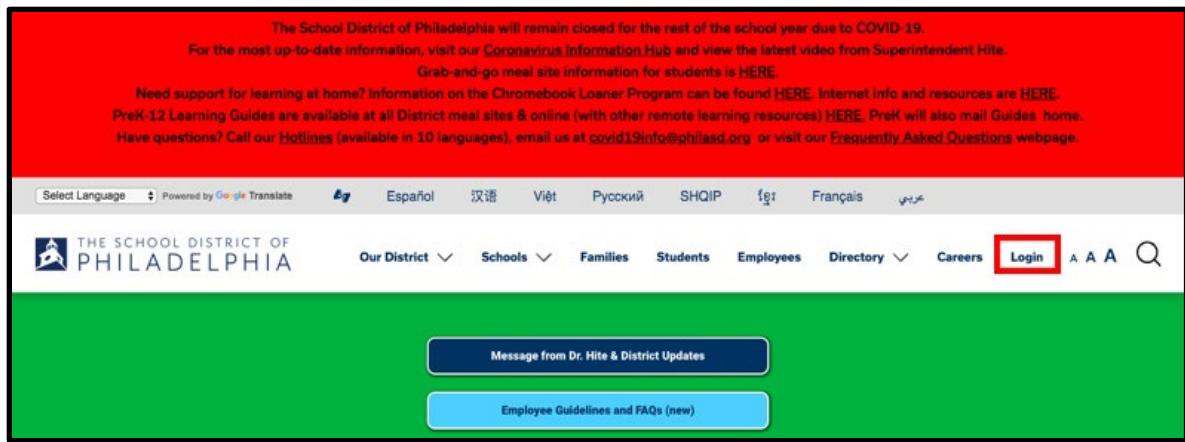 The School District of Philadelphia will remain closed for the rest of the school year due to COVID-19.
For the most up-to-date information, visit our Coronavirus Information Hub and view the latest video from Superintendent Hite.
Grab-and-go meal site information for students is HERE.
Need support for learning at home? Information on the Chromebook Loaner Program can be found HERE. Internet info and resources are HERE.
PreK-12 Learning Guides are available at all District meal sites & online (with other remote learning resources) HERE. PreK will also mail Guides home.
Have questions? Call our Hotlines (available in 10 languages), email us at covid19info@philasd.org or visit our Frequently Asked Questions webpage.
Select Language Powered by Google Translate Español 汉语 Việt Русский SHQIP ខ្មែរ Français عربي
THE SCHOOL DISTRICT OF
PHILADELPHIA
Our District Schools Families Students Employees Directory Careers Login A A A
Message from Dr. Hite & District Updates
Employee Guidelines and FAQs (new)